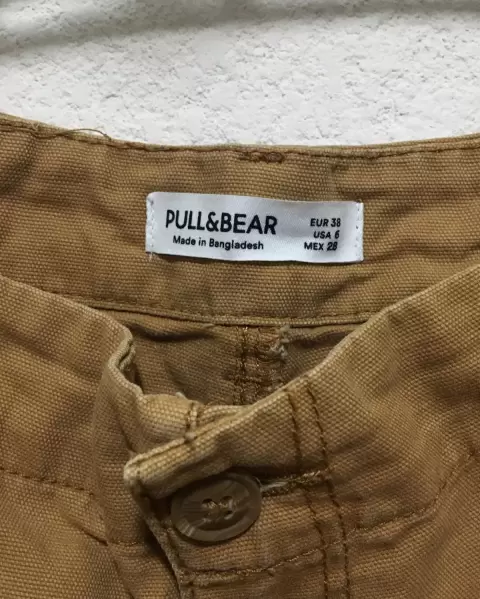 PULL&BEAR
Made in Bangladesh
EUR 38
USA 6
MEX 28